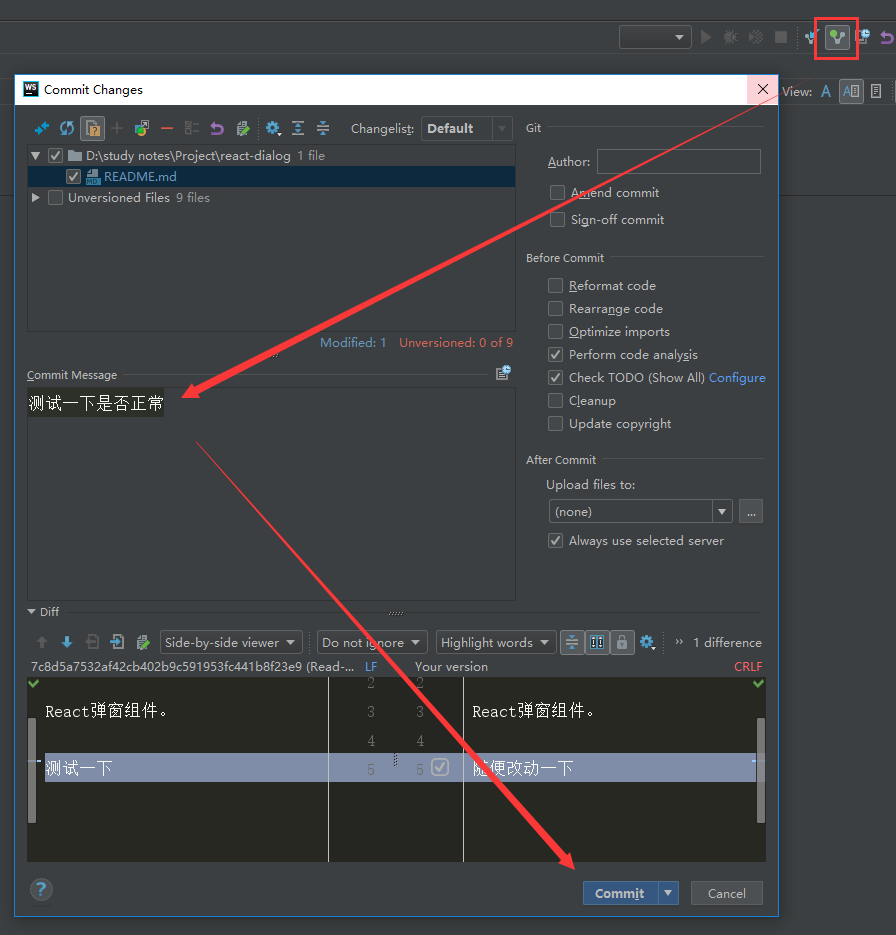 View:
WS Commit Changes
Changelist: Default
D:\study notes\Project\react-dialog 1 file
README.md
Unversioned Files 9 files
Modified: 1 Unversioned: 0 of 9
Commit Message
测试一下是否正常
Git
Author:
Amend commit
Sign-off commit
Before Commit
Reformat code
Rearrange code
Optimize imports
Perform code analysis
Check TODO (Show All) Configure
Cleanup
Update copyright
After Commit
Upload files to:
(none) ...
Always use selected server
Diff
Side-by-side viewer Do not ignore Highlight words 1 difference
7c8d5a7532af42cb402b9c591953fc441b8f23e9 (Read-... LF Your version CRLF
2 2
React弹窗组件。 3 3 React弹窗组件。
4 4
测试一下 5 5 随便改动一下
? Commit Cancel